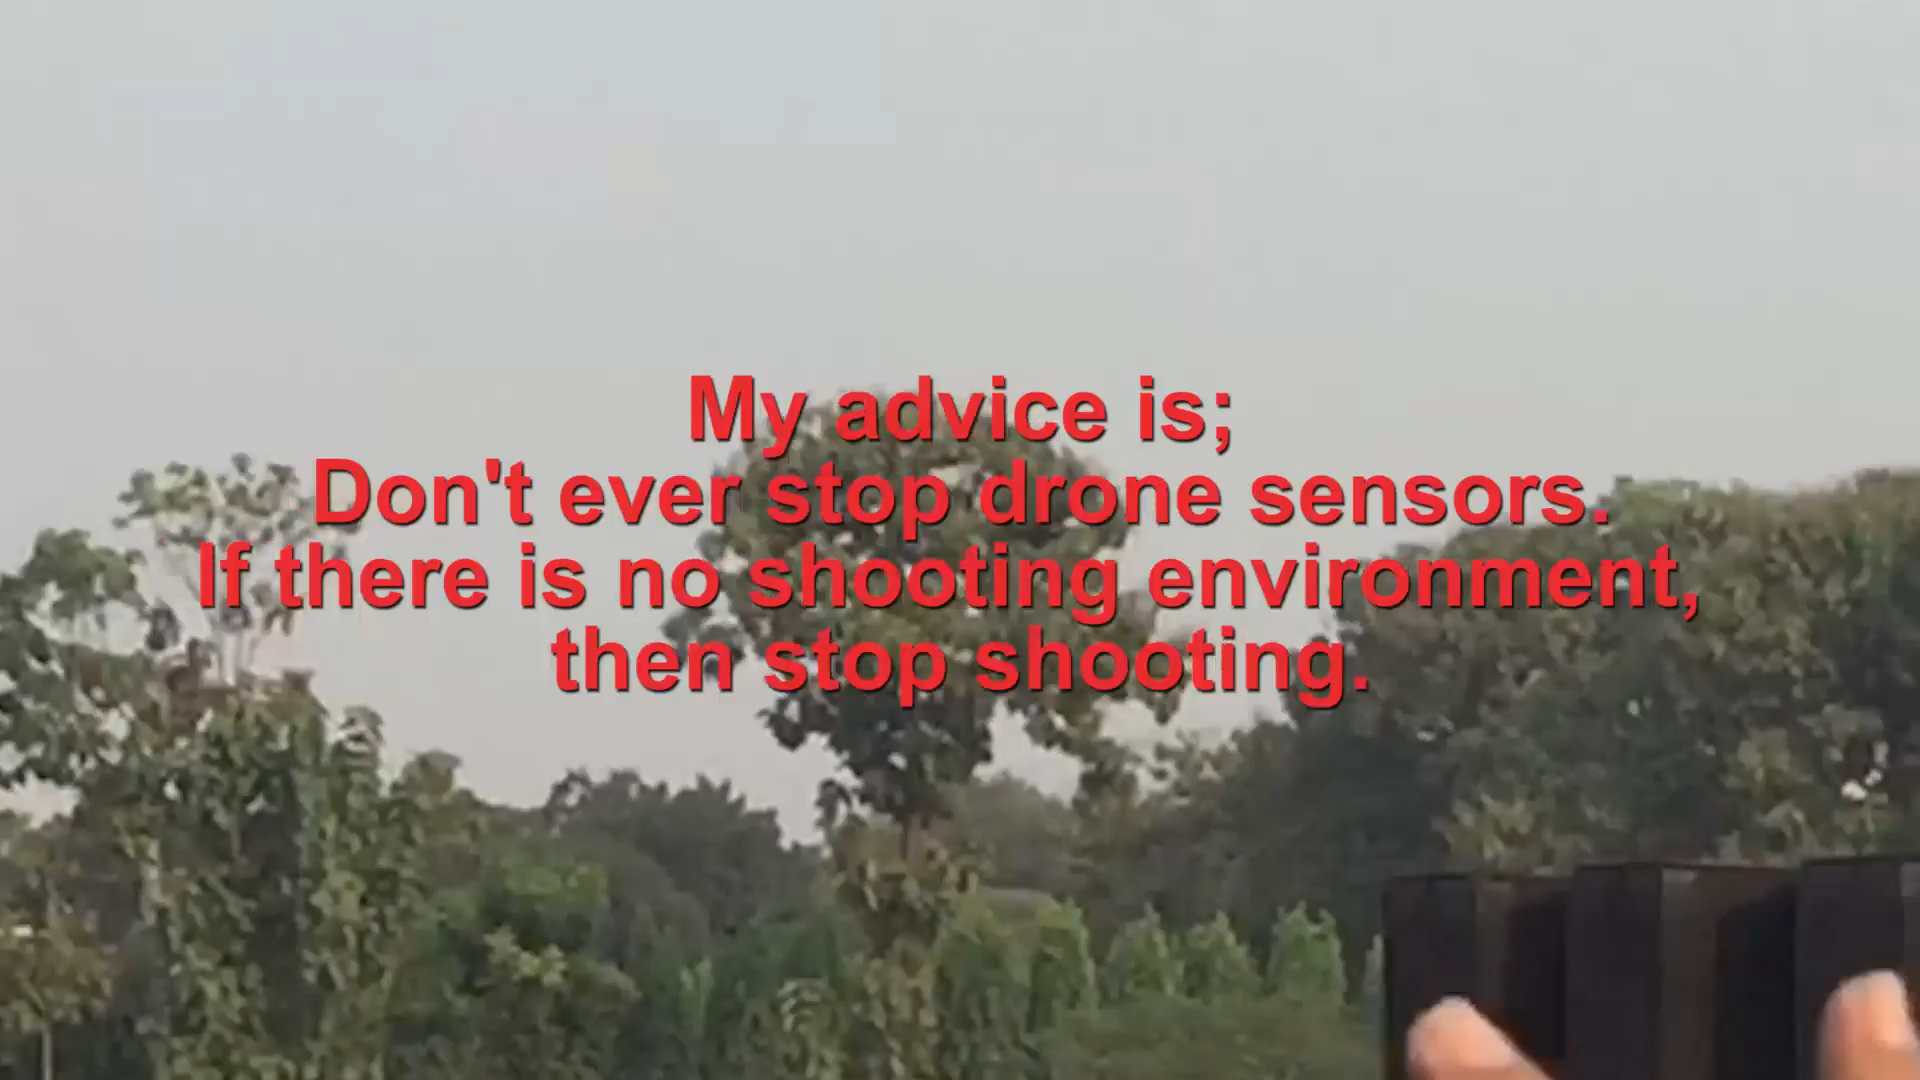 My advice is;
Don't ever stop drone sensors.
If there is no shooting environment,
then stop shooting.